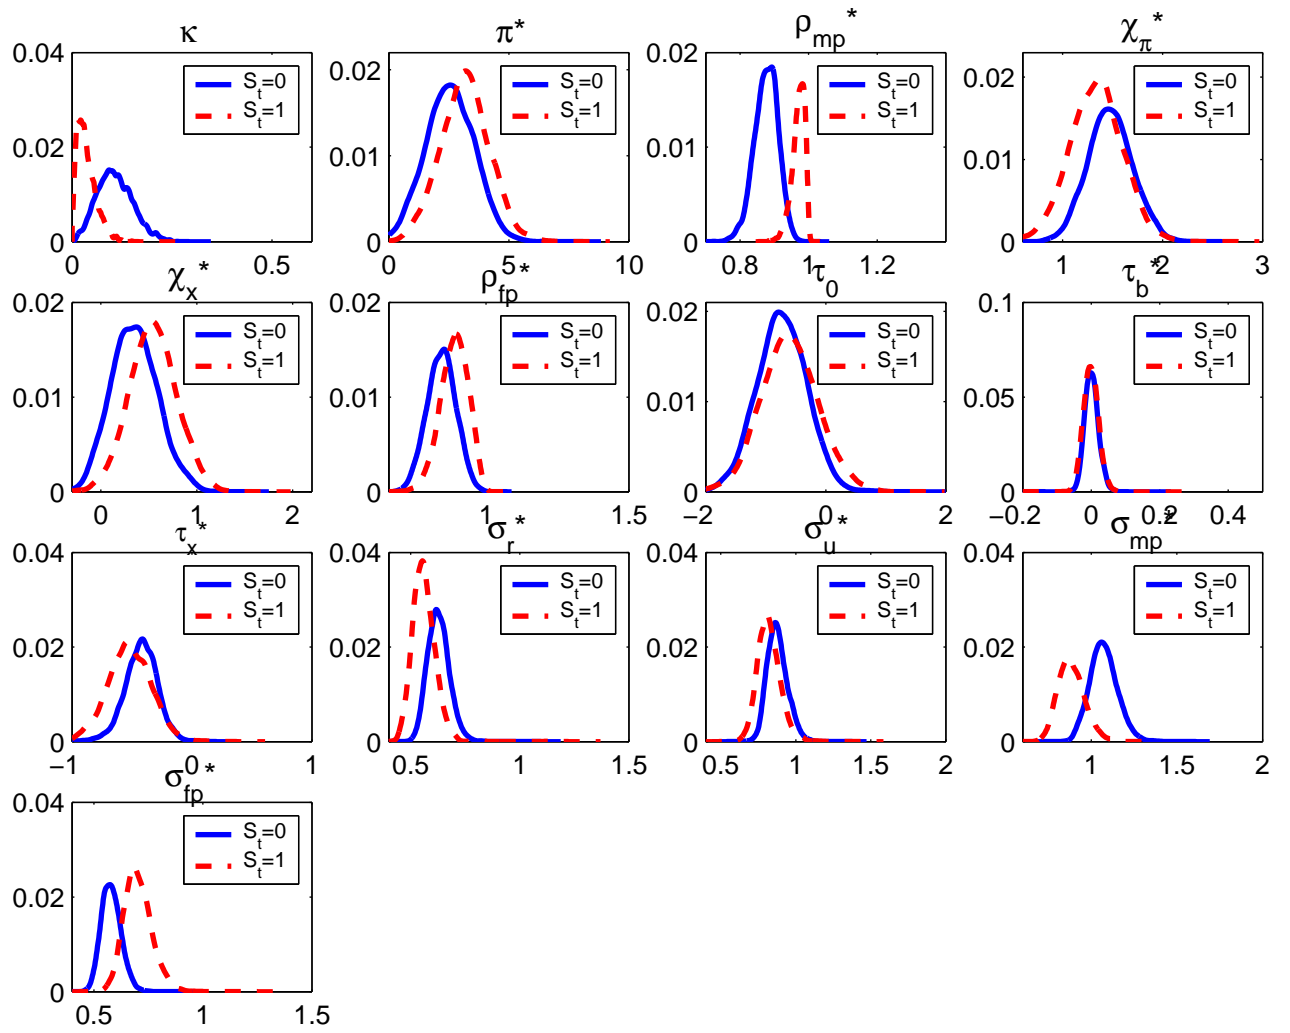 κ
0.04
0.02
0
0
0.5
S_t=0
S_t=1
π*
0.02
0.01
0
0
5
10
S_t=0
S_t=1
ρ_mp*
0.02
0.01
0
0.8
1
1.2
S_t=0
S_t=1
χ_π*
0.02
0.01
0
1
2
3
S_t=0
S_t=1
χ_x*
0.02
0.01
0
0
1
2
S_t=0
S_t=1
ρ_fp*
0.02
0.01
0
1
1.5
S_t=0
S_t=1
τ_0
0.02
0.01
0
−2
0
2
S_t=0
S_t=1
τ_b*
0.1
0.05
0
−0.2
0
0.2
0.4
S_t=0
S_t=1
τ_x*
0.04
0.02
0
−1
0
1
S_t=0
S_t=1
σ_r*
0.04
0.02
0
0.5
1
1.5
S_t=0
S_t=1
σ_u*
0.04
0.02
0
0.5
1
1.5
2
S_t=0
S_t=1
σ_mp*
0.04
0.02
0
1
1.5
2
S_t=0
S_t=1
σ_fp*
0.04
0.02
0
0.5
1
1.5
S_t=0
S_t=1